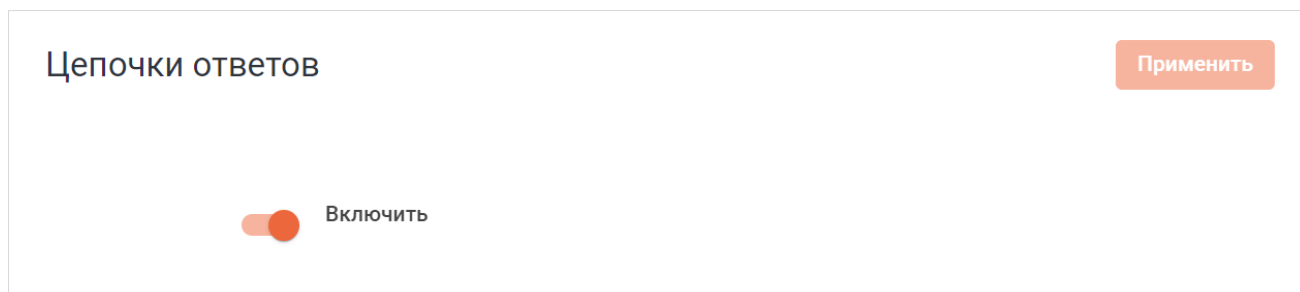 Цепочки ответов
Применить
Включить